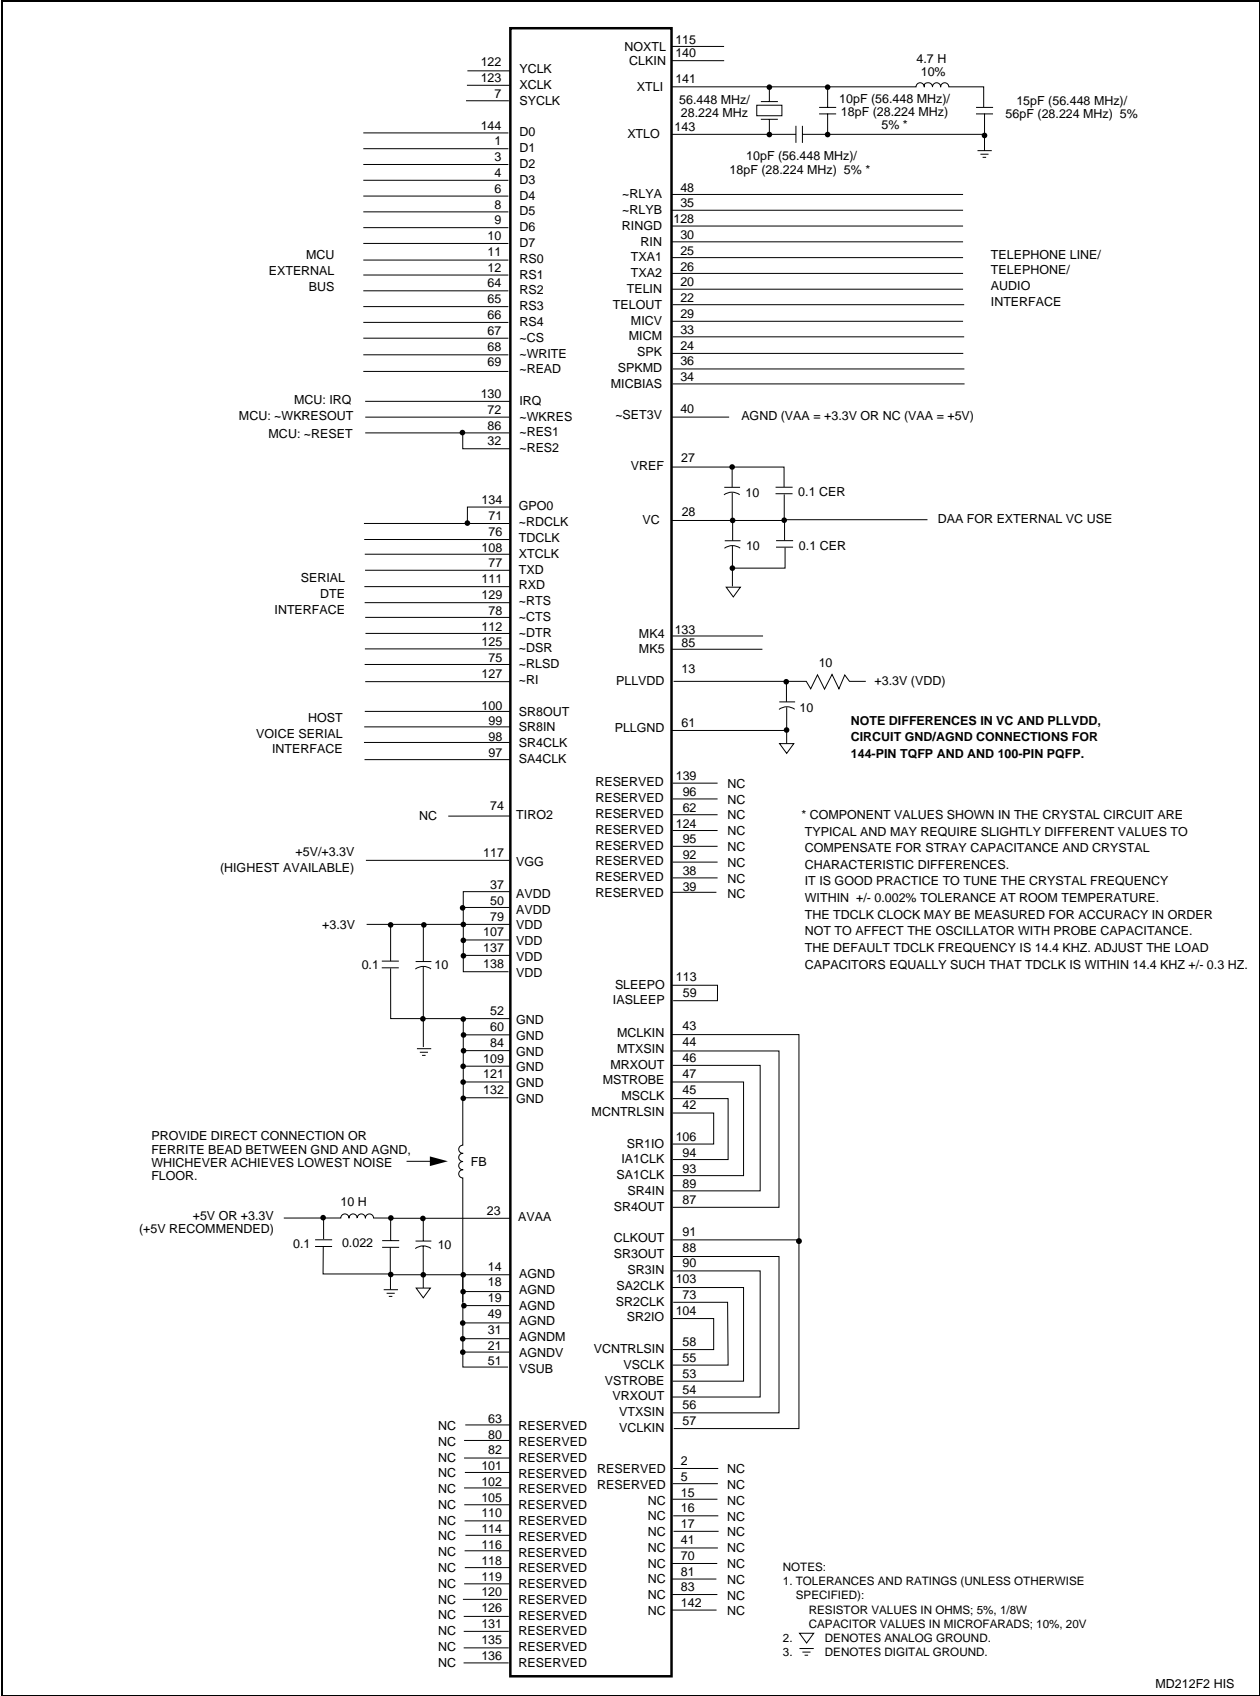 122 YCLK
123 XCLK
7 SYCLK
144 D0
1 D1
3 D2
4 D3
6 D4
8 D5
9 D6
10 D7
11 RS0
12 RS1
64 RS2
65 RS3
66 RS4
67 ~CS
68 ~WRITE
69 ~READ
MCU
EXTERNAL
BUS
MCU: IRQ 130 IRQ
MCU: ~WKRESOUT 72 ~WKRES
MCU: ~RESET 86 ~RES1
32 ~RES2
134 GPO0
71 ~RDCLK
76 TDCLK
108 XTCLK
77 TXD
111 RXD
129 ~RTS
78 ~CTS
112 ~DTR
125 ~DSR
75 ~RLSD
127 ~RI
SERIAL
DTE
INTERFACE
100 SR8OUT
99 SR8IN
98 SR4CLK
97 SA4CLK
HOST
VOICE SERIAL
INTERFACE
NC 74 TIRO2
+5V/+3.3V
(HIGHEST AVAILABLE)
117 VGG
37 AVDD
50 AVDD
79 VDD
107 VDD
137 VDD
138 VDD
+3.3V
0.1 10
52 GND
60 GND
84 GND
109 GND
121 GND
132 GND
PROVIDE DIRECT CONNECTION OR
FERRITE BEAD BETWEEN GND AND AGND,
WHICHEVER ACHIEVES LOWEST NOISE
FLOOR.
FB
+5V OR +3.3V
(+5V RECOMMENDED)
10 H
23 AVAA
0.1 0.022 10
14 AGND
18 AGND
19 AGND
49 AGND
31 AGNDM
21 AGNDV
51 VSUB
NC 63 RESERVED
NC 80 RESERVED
NC 82 RESERVED
NC 101 RESERVED
NC 102 RESERVED
NC 105 RESERVED
NC 110 RESERVED
NC 114 RESERVED
NC 116 RESERVED
NC 118 RESERVED
NC 119 RESERVED
NC 120 RESERVED
NC 126 RESERVED
NC 131 RESERVED
NC 135 RESERVED
NC 136 RESERVED
NOXTL 115
CLKIN 140
XTLI 141
XTLO 143
56.448 MHz/
28.224 MHz
10pF (56.448 MHz)/
18pF (28.224 MHz)
5% *
4.7 H
10%
15pF (56.448 MHz)/
56pF (28.224 MHz) 5%
10pF (56.448 MHz)/
18pF (28.224 MHz) 5% *
~RLYA 48
~RLYB 35
RINGD 128
RIN 30
TXA1 25
TXA2 26
TELIN 20
TELOUT 22
MICV 29
MICM 33
SPK 24
SPKMD 36
MICBIAS 34
TELEPHONE LINE/
TELEPHONE/
AUDIO
INTERFACE
~SET3V 40 AGND (VAA = +3.3V OR NC (VAA = +5V)
VREF 27
10 0.1 CER
VC 28 DAA FOR EXTERNAL VC USE
10 0.1 CER
MK4 133
MK5 85
PLLVDD 13 10 +3.3V (VDD)
10
PLLGND 61
NOTE DIFFERENCES IN VC AND PLLVDD,
CIRCUIT GND/AGND CONNECTIONS FOR
144-PIN TQFP AND AND 100-PIN PQFP.
RESERVED 139 NC
RESERVED 96 NC
RESERVED 62 NC
RESERVED 124 NC
RESERVED 95 NC
RESERVED 92 NC
RESERVED 38 NC
RESERVED 39 NC
* COMPONENT VALUES SHOWN IN THE CRYSTAL CIRCUIT ARE
TYPICAL AND MAY REQUIRE SLIGHTLY DIFFERENT VALUES TO
COMPENSATE FOR STRAY CAPACITANCE AND CRYSTAL
CHARACTERISTIC DIFFERENCES.
IT IS GOOD PRACTICE TO TUNE THE CRYSTAL FREQUENCY
WITHIN +/- 0.002% TOLERANCE AT ROOM TEMPERATURE.
THE TDCLK CLOCK MAY BE MEASURED FOR ACCURACY IN ORDER
NOT TO AFFECT THE OSCILLATOR WITH PROBE CAPACITANCE.
THE DEFAULT TDCLK FREQUENCY IS 14.4 KHZ. ADJUST THE LOAD
CAPACITORS EQUALLY SUCH THAT TDCLK IS WITHIN 14.4 KHZ +/- 0.3 HZ.
SLEEPO 113
IASLEEP 59
MCLKIN 43
MTXSIN 44
MRXOUT 46
MSTROBE 47
MSCLK 45
MCNTRLSIN 42
SR1IO 106
IA1CLK 94
SA1CLK 93
SR4IN 89
SR4OUT 87
CLKOUT 91
SR3OUT 88
SR3IN 90
SA2CLK 103
SR2CLK 73
SR2IO 104
VCNTRLSIN 58
VSCLK 55
VSTROBE 53
VRXOUT 54
VTXSIN 56
VCLKIN 57
RESERVED 2 NC
RESERVED 5 NC
NC 15 NC
NC 16 NC
NC 17 NC
NC 41 NC
NC 70 NC
NC 81 NC
NC 83 NC
NC 142 NC
NOTES:
1. TOLERANCES AND RATINGS (UNLESS OTHERWISE
SPECIFIED):
RESISTOR VALUES IN OHMS; 5%, 1/8W
CAPACITOR VALUES IN MICROFARADS; 10%, 20V
2. DENOTES ANALOG GROUND.
3. DENOTES DIGITAL GROUND.
MD212F2 HIS